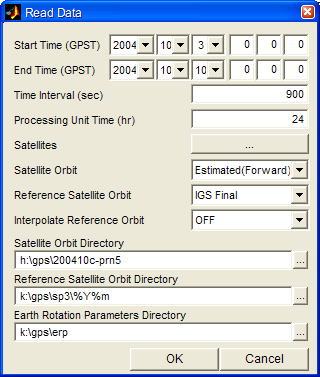 Read Data
Start Time (GPST) 2004 10 3 0 0 0
End Time (GPST) 2004 10 10 0 0 0
Time Interval (sec) 900
Processing Unit Time (hr) 24
Satellites ...
Satellite Orbit Estimated(Forward)
Reference Satellite Orbit IGS Final
Interpolate Reference Orbit OFF
Satellite Orbit Directory
h:\gps\200410c-prn5 ...
Reference Satellite Orbit Directory
k:\gps\sp3\%Y%m ...
Earth Rotation Parameters Directory
k:\gps\erp ...
OK Cancel